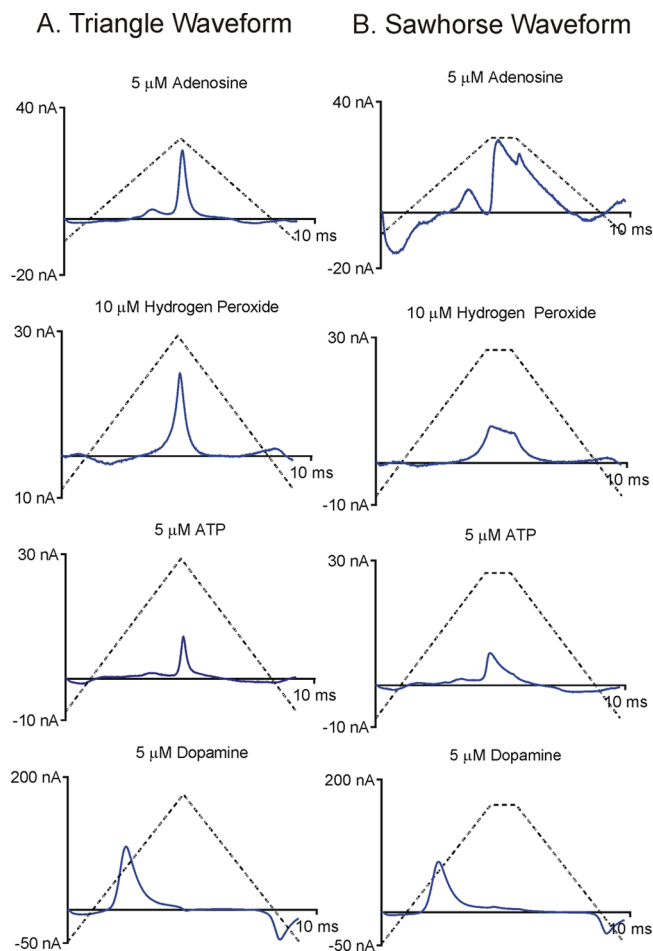 A. Triangle Waveform
B. Sawhorse Waveform
5 μM Adenosine
5 μM Adenosine
40 nA
40 nA
10 ms
10 ms
-20 nA
-20 nA
10 μM Hydrogen Peroxide
10 μM Hydrogen Peroxide
30 nA
30 nA
10 ms
10 ms
10 nA
-10 nA
5 μM ATP
5 μM ATP
30 nA
30 nA
10 ms
10 ms
-10 nA
-10 nA
5 μM Dopamine
5 μM Dopamine
200 nA
200 nA
10 ms
10 ms
-50 nA
-50 nA